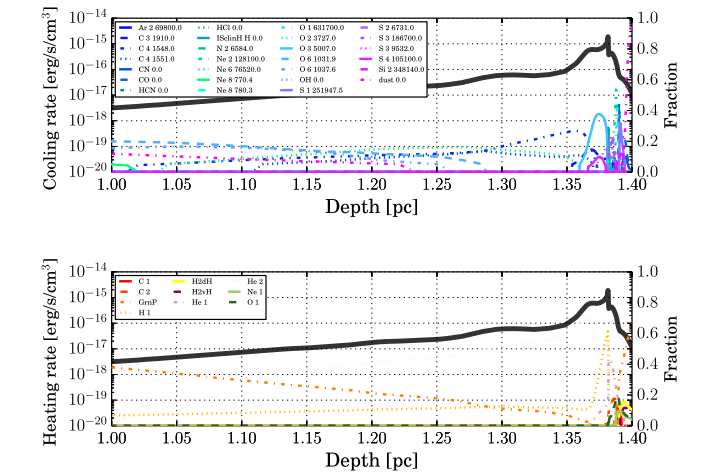 10⁻¹⁴
10⁻¹⁵
10⁻¹⁶
10⁻¹⁷
10⁻¹⁸
10⁻¹⁹
10⁻²⁰
Cooling rate [erg/s/cm³]
Ar 2 69800.0
C 3 1910.0
C 4 1548.0
C 4 1551.0
CN 0.0
CO 0.0
HCN 0.0
HCl 0.0
ISclinH H 0.0
N 2 6584.0
Ne 2 128100.0
Ne 6 76520.0
Ne 8 770.4
Ne 8 780.3
O 1 631700.0
O 2 3727.0
O 3 5007.0
O 6 1031.9
O 6 1037.6
OH 0.0
S 1 251947.5
S 2 6731.0
S 3 186700.0
S 3 9532.0
S 4 105100.0
Si 2 348140.0
dust 0.0
1.0
0.8
0.6
0.4
0.2
0.0
Fraction
1.00 1.05 1.10 1.15 1.20 1.25 1.30 1.35 1.40
Depth [pc]
10⁻¹⁴
10⁻¹⁵
10⁻¹⁶
10⁻¹⁷
10⁻¹⁸
10⁻¹⁹
10⁻²⁰
Heating rate [erg/s/cm³]
C 1
C 2
GrnP
H 1
H2dH
H2vH
He 1
He 2
Ne 1
O 1
1.0
0.8
0.6
0.4
0.2
0.0
Fraction
1.00 1.05 1.10 1.15 1.20 1.25 1.30 1.35 1.40
Depth [pc]